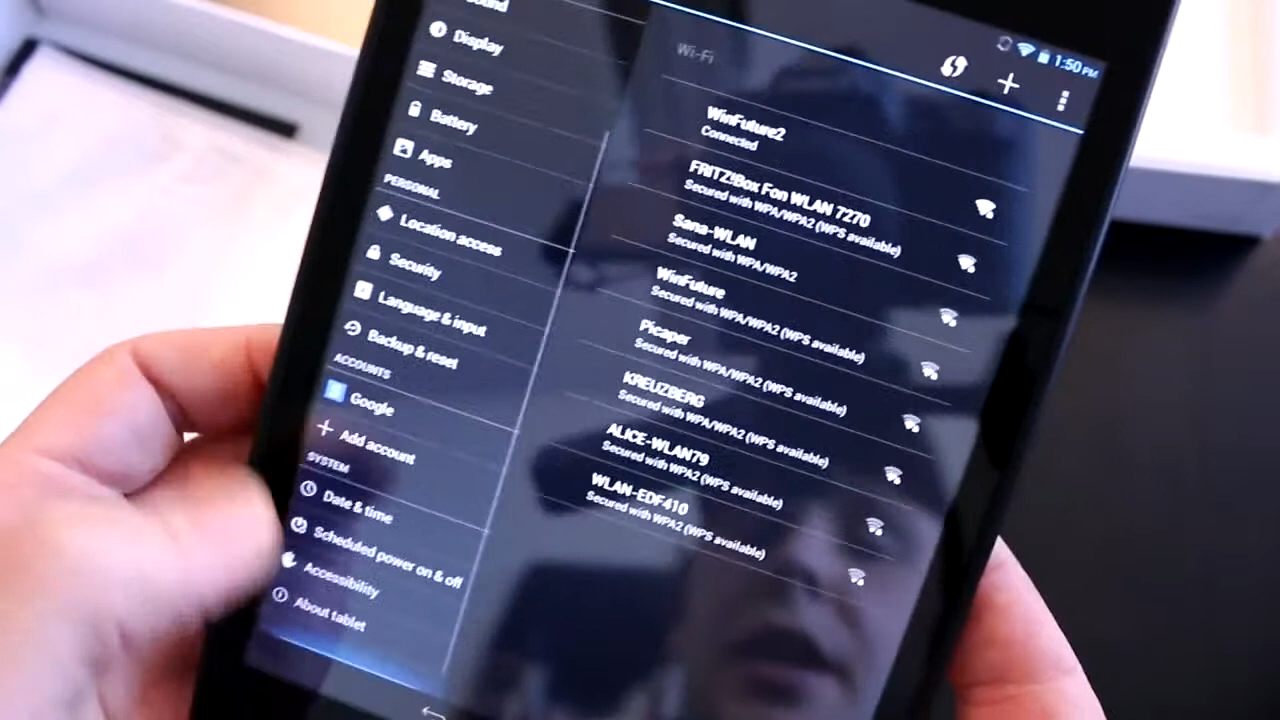 Sound
Display
Storage
Battery
Apps
PERSONAL
Location access
Security
Language & input
Backup & reset
ACCOUNTS
Google
Add account
SYSTEM
Date & time
Scheduled power on & off
Accessibility
About tablet
1:50 PM
Wi-Fi
WinFuture2
Connected
FRITZ!Box Fon WLAN 7270
Secured with WPA/WPA2 (WPS available)
Sana-WLAN
Secured with WPA/WPA2
WinFuture
Secured with WPA/WPA2 (WPS available)
Picaper
Secured with WPA/WPA2 (WPS available)
KREUZBERG
Secured with WPA/WPA2 (WPS available)
ALICE-WLAN79
Secured with WPA2 (WPS available)
WLAN-EDF410
Secured with WPA2 (WPS available)